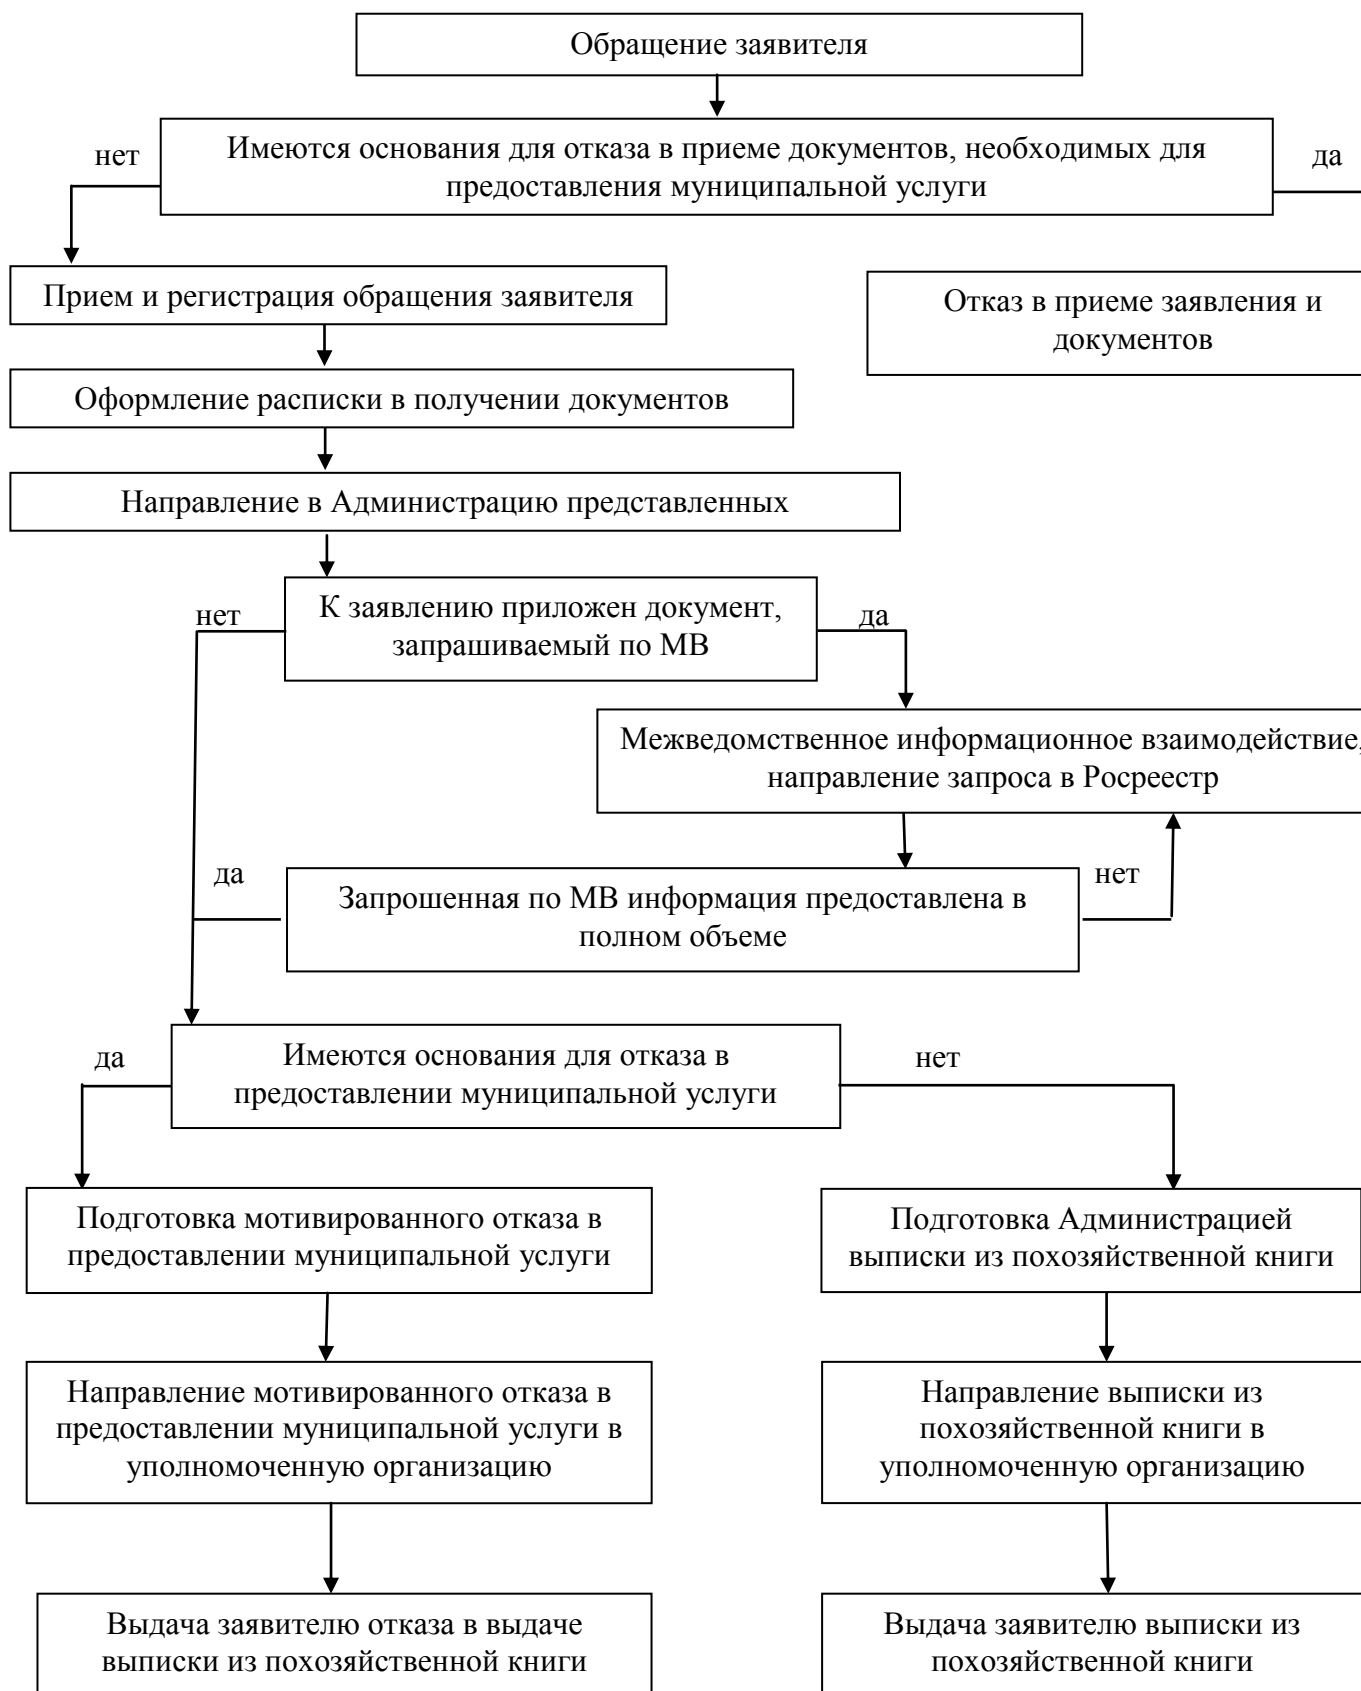 Обращение заявителя
нет
Имеются основания для отказа в приеме документов, необходимых для
предоставления муниципальной услуги
да
Прием и регистрация обращения заявителя
Отказ в приеме заявления и
документов
Оформление расписки в получении документов
Направление в Администрацию представленных
нет
К заявлению приложен документ,
запрашиваемый по МВ
да
Межведомственное информационное взаимодействие,
направление запроса в Росреестр
да
Запрошенная по МВ информация предоставлена в
полном объеме
нет
да
Имеются основания для отказа в
предоставлении муниципальной услуги
нет
Подготовка мотивированного отказа в
предоставлении муниципальной услуги
Подготовка Администрацией
выписки из похозяйственной книги
Направление мотивированного отказа в
предоставлении муниципальной услуги в
уполномоченную организацию
Направление выписки из
похозяйственной книги в
уполномоченную организацию
Выдача заявителю отказа в выдаче
выписки из похозяйственной книги
Выдача заявителю выписки из
похозяйственной книги